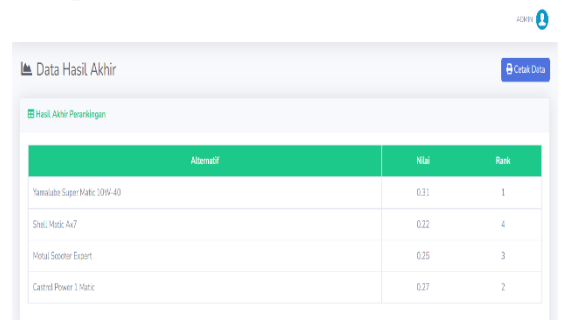 ADMIN
Data Hasil Akhir
Cetak Data
Hasil Akhir Perankingan
Alternatif Nilai Rank
Yamalube Super Matic 10W-40 0.31 1
Shell Matic Ax7 0.22 4
Motul Scooter Expert 0.25 3
Castrol Power 1 Matic 0.27 2